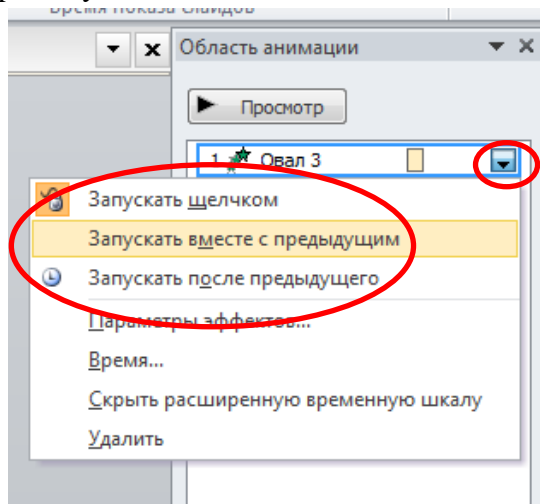 Время показа слайдов
Область анимации
Просмотр
1 Овал 3
Запускать щелчком
Запускать вместе с предыдущим
Запускать после предыдущего
Параметры эффектов...
Время...
Скрыть расширенную временную шкалу
Удалить